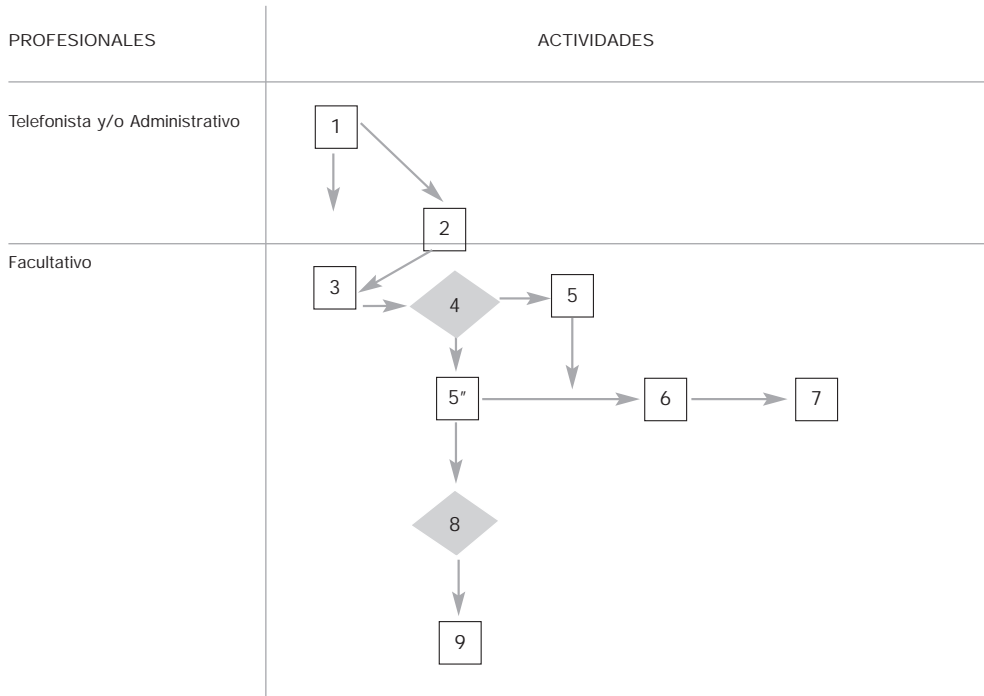 PROFESIONALES
ACTIVIDADES
Telefonista y/o Administrativo
1
2
Facultativo
3
4
5
5"
6
7
8
9